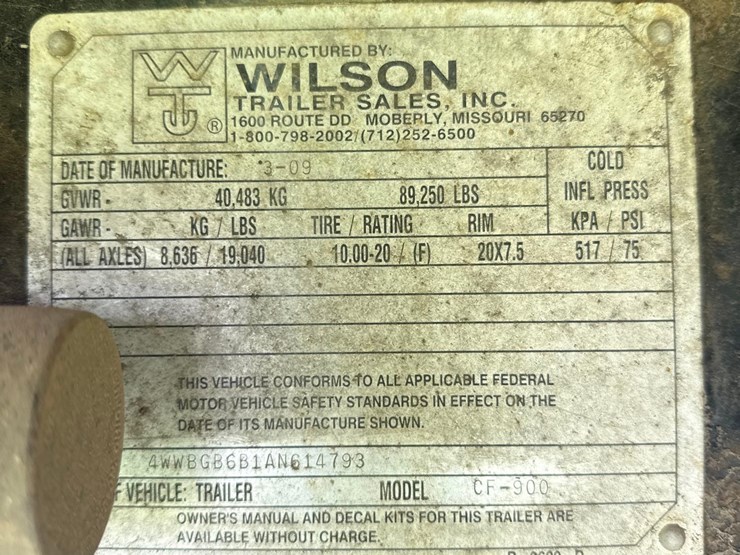 WT
®
MANUFACTURED BY:
WILSON
TRAILER SALES, INC.
1600 ROUTE DD MOBERLY, MISSOURI 65270
1-800-798-2002/(712)252-6500
DATE OF MANUFACTURE: 3-09
COLD
INFL PRESS
KPA / PSI
GVWR - 40,483 KG 89,250 LBS
GAWR - KG / LBS TIRE / RATING RIM
(ALL AXLES) 8,636 / 19,040 10.00-20 / (F) 20X7.5 517 / 75
THIS VEHICLE CONFORMS TO ALL APPLICABLE FEDERAL
MOTOR VEHICLE SAFETY STANDARDS IN EFFECT ON THE
DATE OF ITS MANUFACTURE SHOWN.
4WWBGB6B1AN614793
F VEHICLE: TRAILER MODEL CF-900
OWNER'S MANUAL AND DECAL KITS FOR THIS TRAILER ARE
AVAILABLE WITHOUT CHARGE.